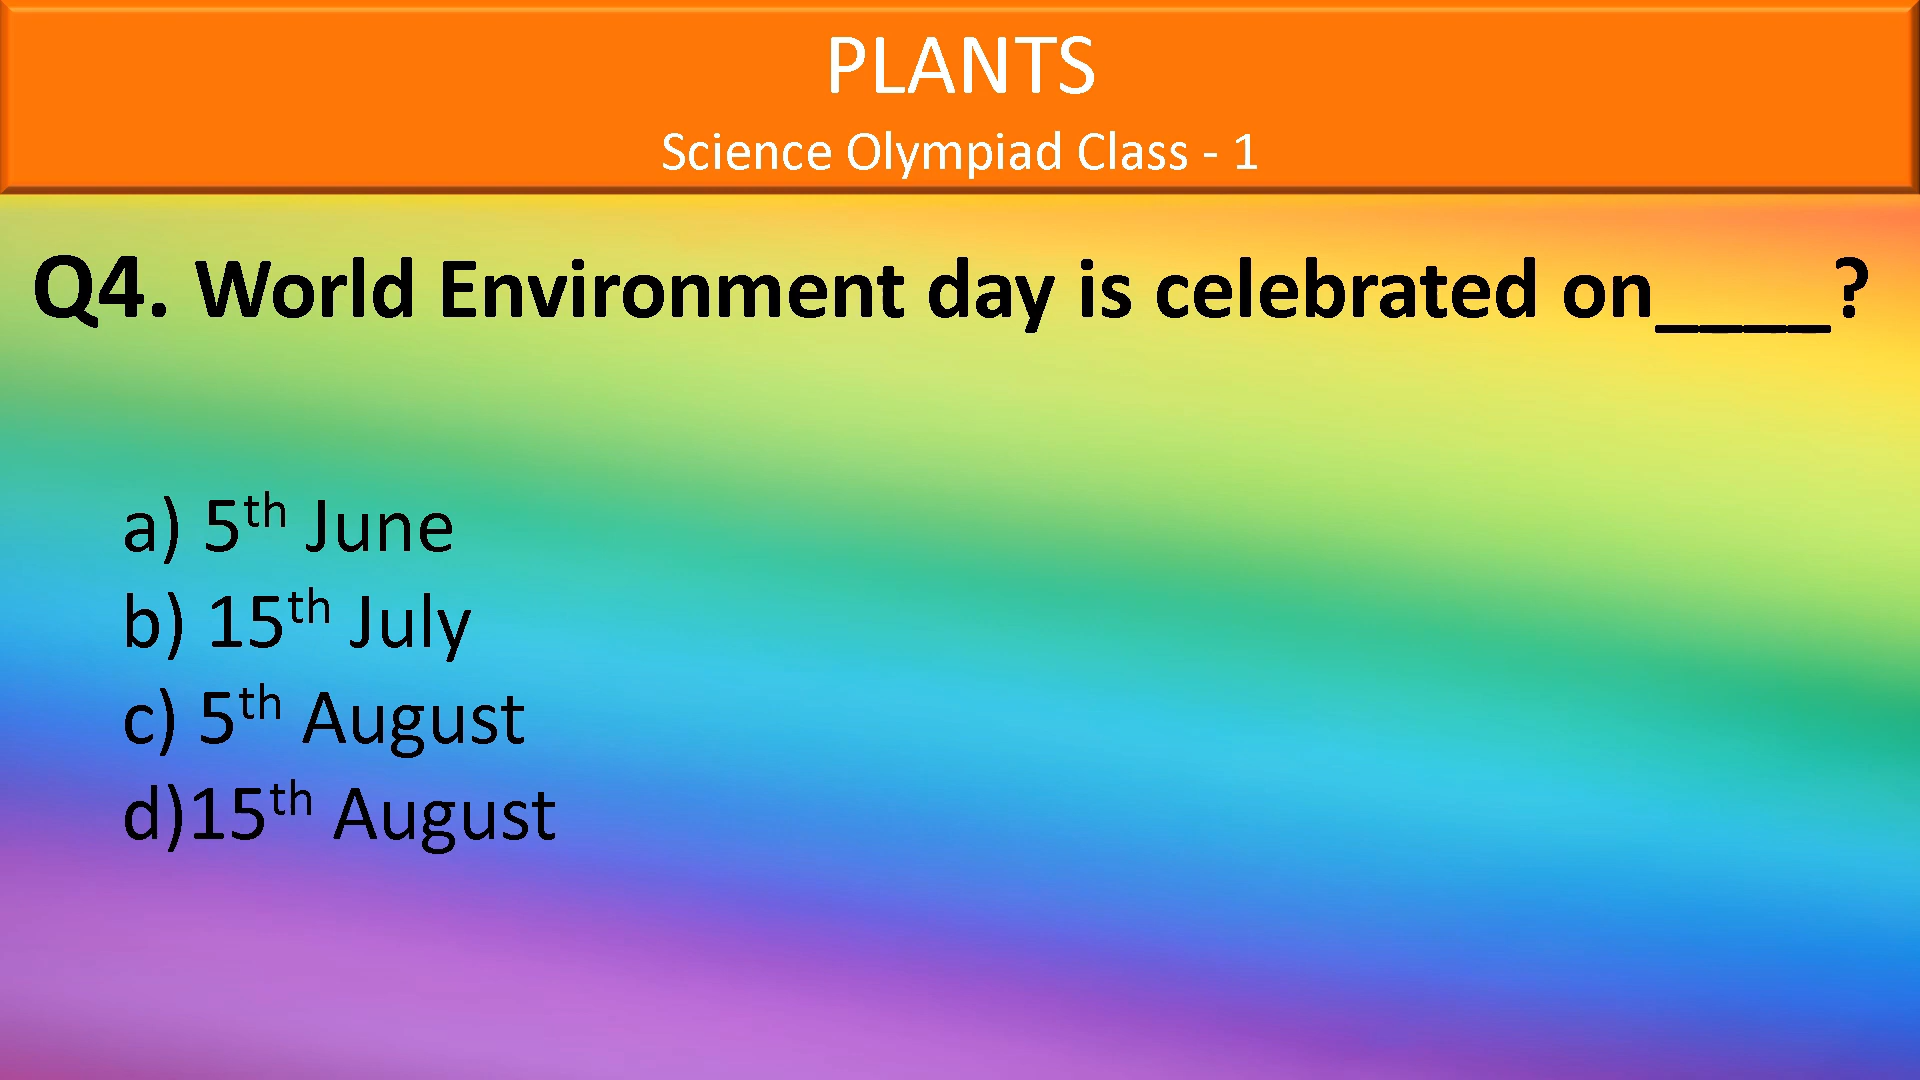 PLANTS
Science Olympiad Class - 1
Q4. World Environment day is celebrated on____?
a) 5th June
b) 15th July
c) 5th August
d)15th August